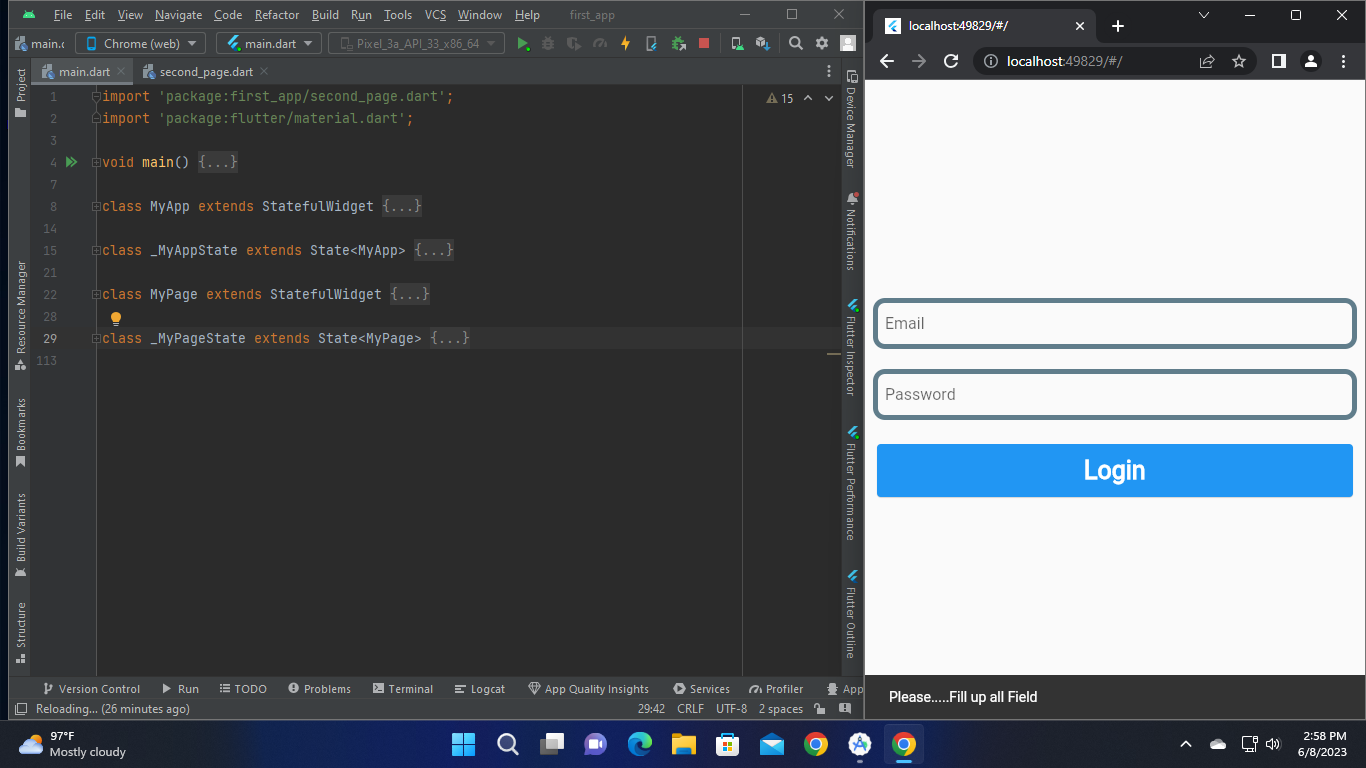 File Edit View Navigate Code Refactor Build Run Tools VCS Window Help first_app
main.c Chrome (web) main.dart Pixel_3a_API_33_x86_64
main.dart second_page.dart
1 import 'package:first_app/second_page.dart';
2 import 'package:flutter/material.dart';
3
4 void main() {...}
7
8 class MyApp extends StatefulWidget {...}
14
15 class _MyAppState extends State<MyApp> {...}
21
22 class MyPage extends StatefulWidget {...}
28
29 class _MyPageState extends State<MyPage> {...}
113
15
Project
Resource Manager
Bookmarks
Build Variants
Structure
Device Manager
Notifications
Flutter Inspector
Flutter Performance
Flutter Outline
Version Control Run TODO Problems Terminal Logcat App Quality Insights Services Profiler App
Reloading... (26 minutes ago) 29:42 CRLF UTF-8 2 spaces
localhost:49829/#/
localhost:49829/#/
Email
Password
Login
Please.....Fill up all Field
97°F
Mostly cloudy
2:58 PM
6/8/2023